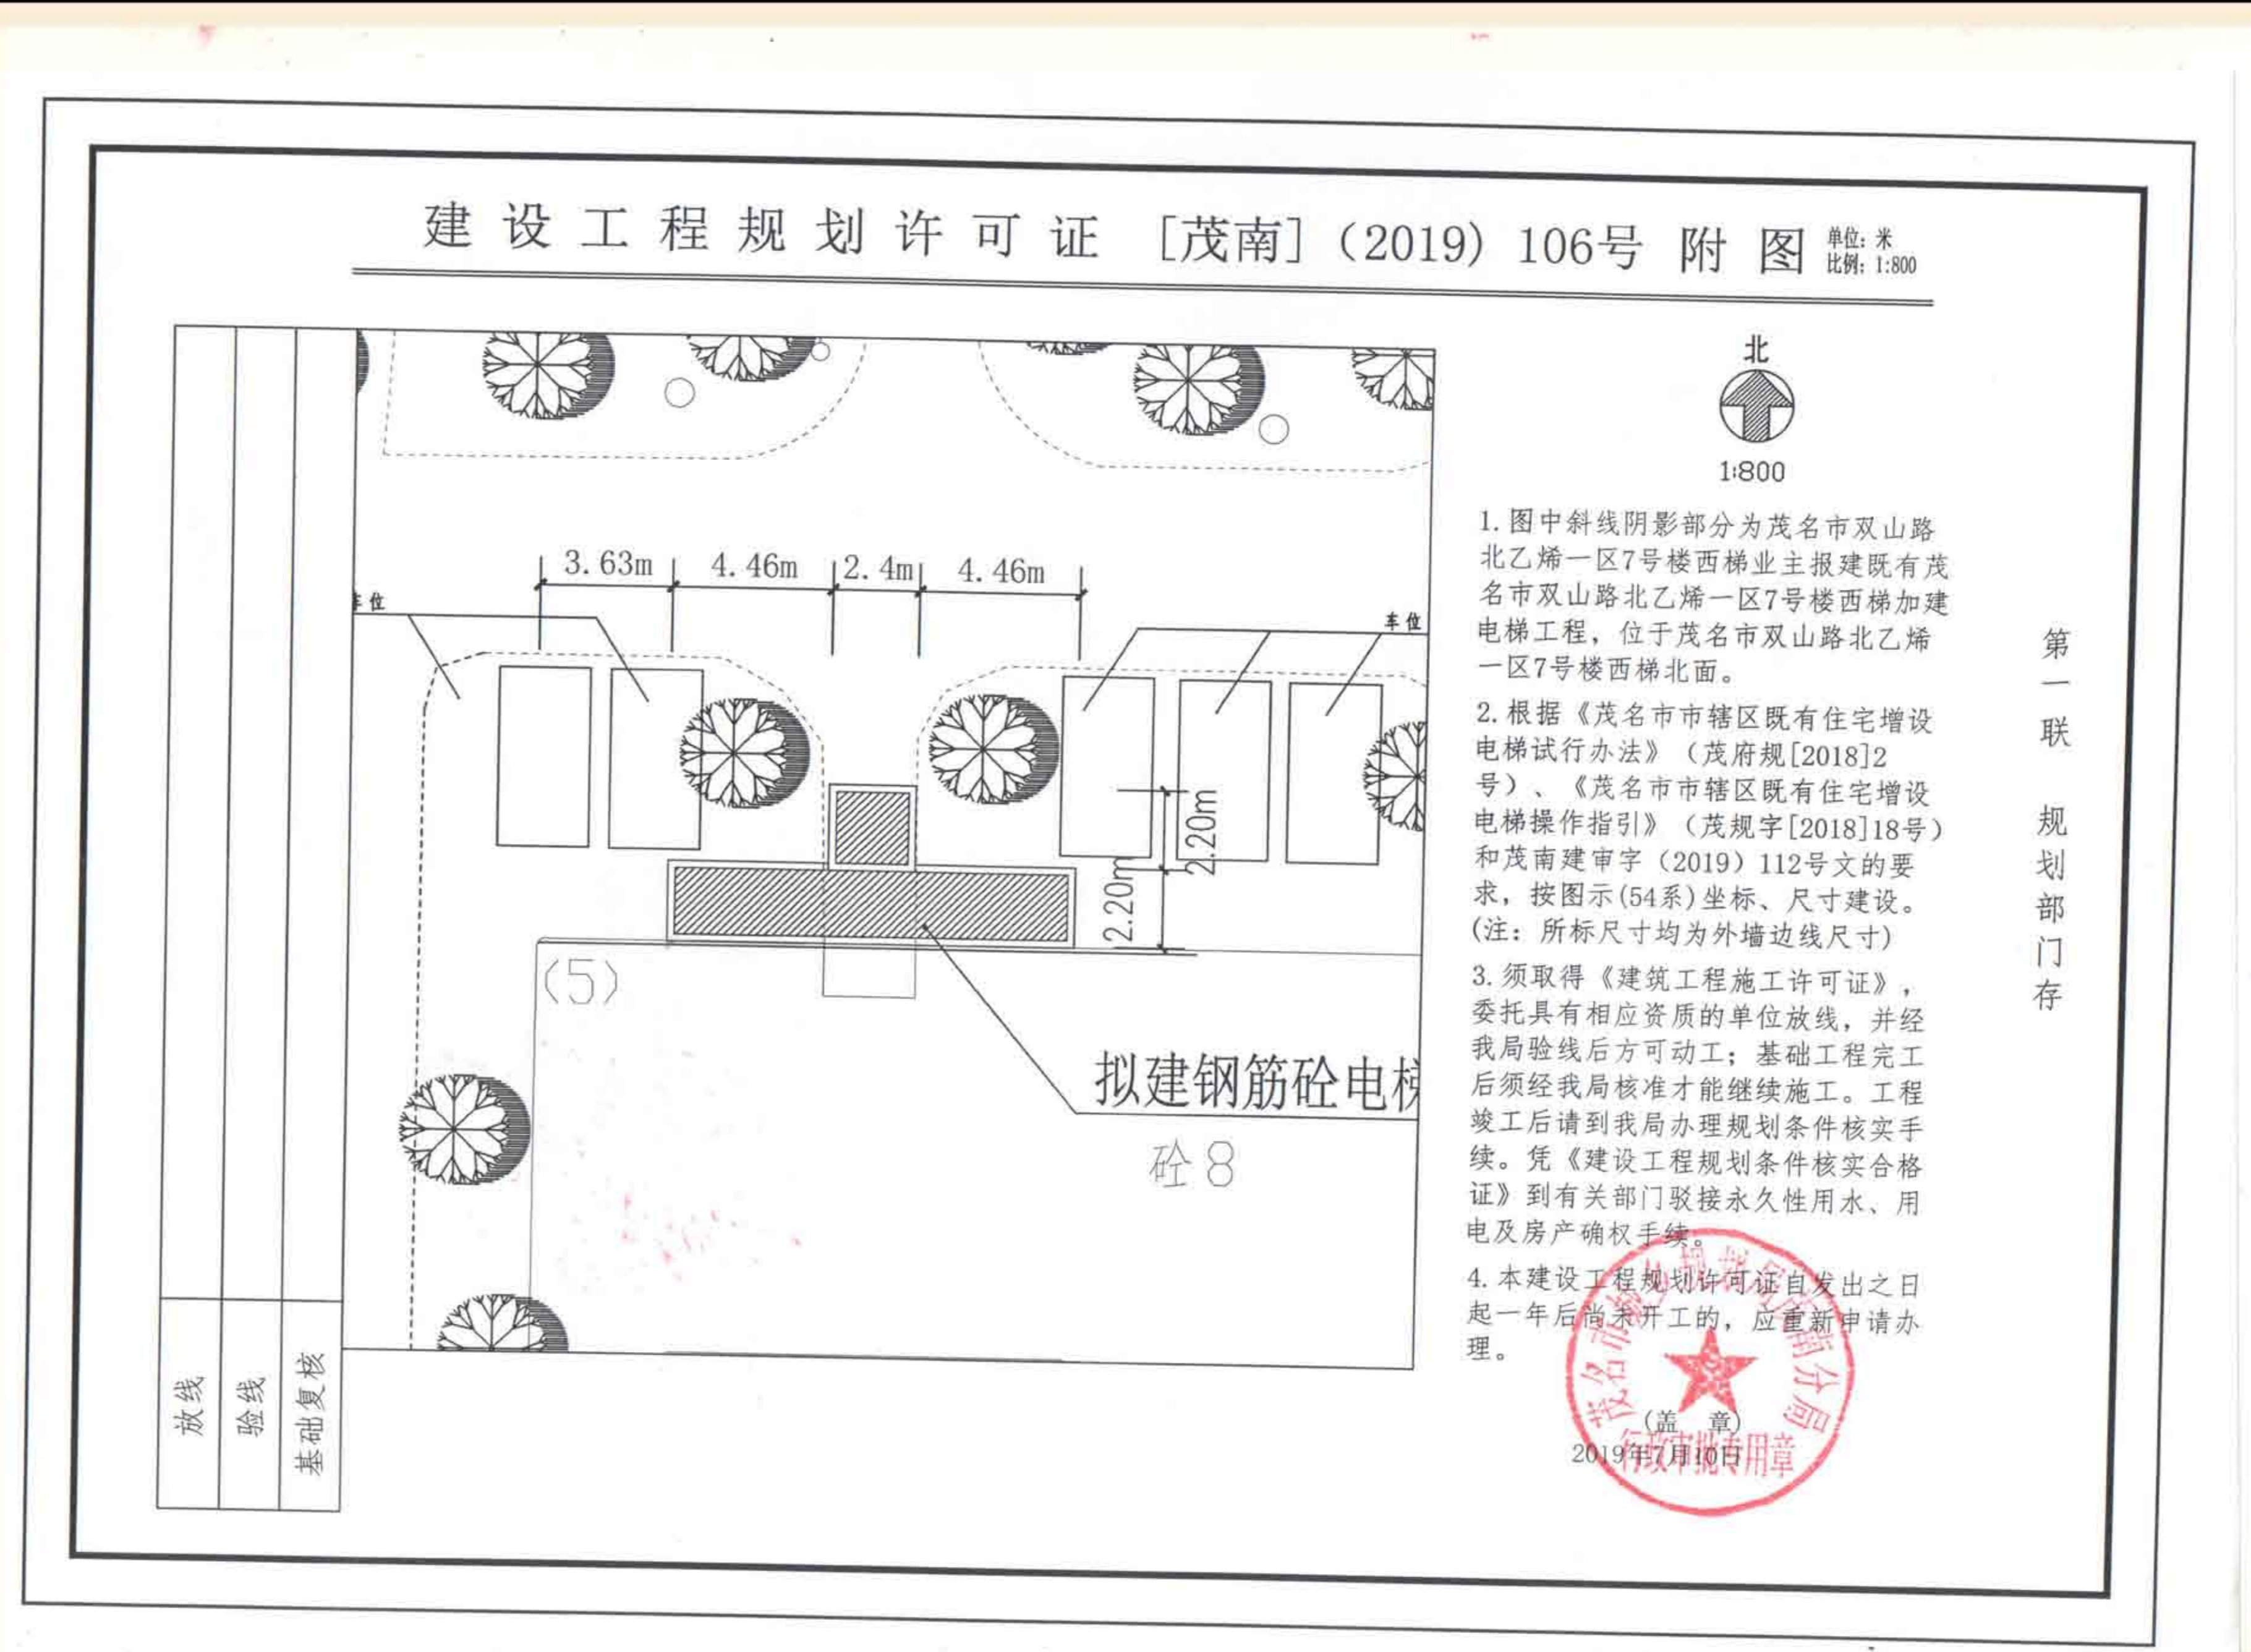 建设工程规划许可证 [茂南]（2019）106号 附图
单位: 米
比例: 1:800
北
1:800
3.63m
4.46m
2.4m
4.46m
车位
车位
2.20m
2.20m
(5)
拟建钢筋砼电梯
砼8
放线
验线
基础复核
1.图中斜线阴影部分为茂名市双山路
北乙烯一区7号楼西梯业主报建既有茂
名市双山路北乙烯一区7号楼西梯加建
电梯工程，位于茂名市双山路北乙烯
一区7号楼西梯北面。
2.根据《茂名市市辖区既有住宅增设
电梯试行办法》（茂府规[2018]2
号）、《茂名市市辖区既有住宅增设
电梯操作指引》（茂规字[2018]18号）
和茂南建审字（2019）112号文的要
求，按图示(54系)坐标、尺寸建设。
(注: 所标尺寸均为外墙边线尺寸)
3.须取得《建筑工程施工许可证》，
委托具有相应资质的单位放线，并经
我局验线后方可动工；基础工程完工
后须经我局核准才能继续施工。工程
竣工后请到我局办理规划条件核实手
续。凭《建设工程规划条件核实合格
证》到有关部门驳接永久性用水、用
电及房产确权手续。
4.本建设工程规划许可证自发出之日
起一年后尚未开工的，应重新申请办
理。
(盖 章)
2019年7月10日
茂名市城乡规划局茂南分局
行政审批专用章
第一联 规划部门存